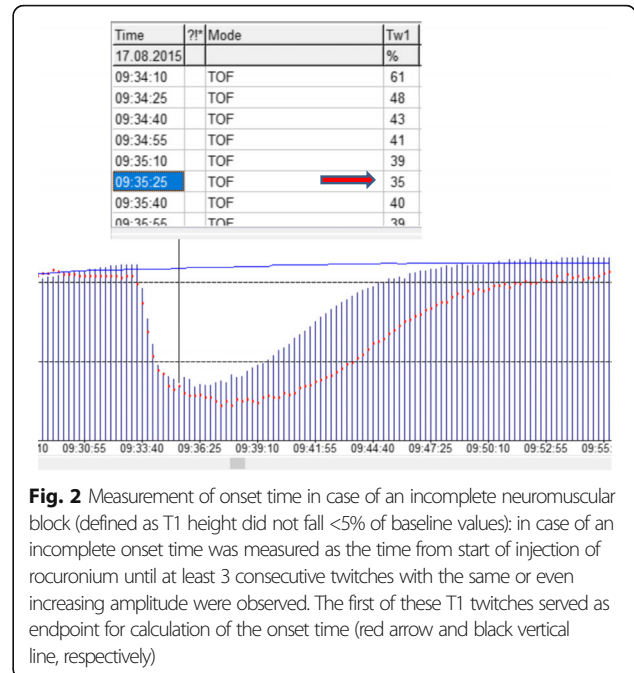 Time ?!* Mode Tw1
17.08.2015 %
09:34:10 TOF 61
09:34:25 TOF 48
09:34:40 TOF 43
09:34:55 TOF 41
09:35:10 TOF 39
09:35:25 TOF 35
09:35:40 TOF 40
09:35:55 TOF 39
10 09:30:55 09:33:40 09:36:25 09:39:10 09:41:55 09:44:40 09:47:25 09:50:10 09:52:55 09:55:
Fig. 2 Measurement of onset time in case of an incomplete neuromuscular
block (defined as T1 height did not fall <5% of baseline values): in case of an
incomplete onset time was measured as the time from start of injection of
rocuronium until at least 3 consecutive twitches with the same or even
increasing amplitude were observed. The first of these T1 twitches served as
endpoint for calculation of the onset time (red arrow and black vertical
line, respectively)